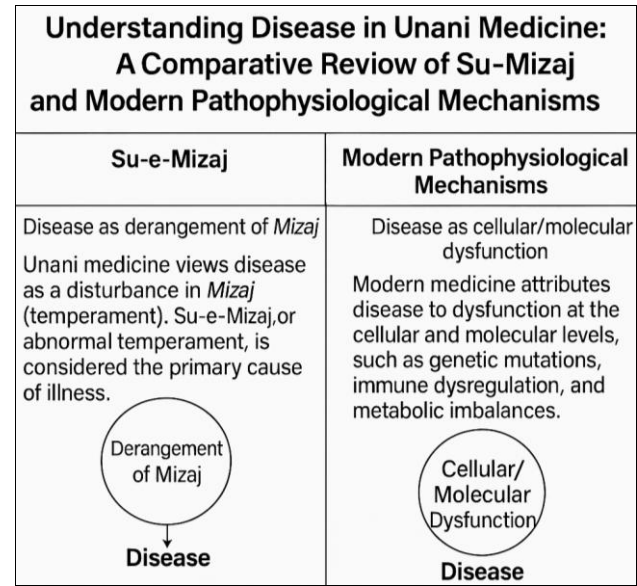 Understanding Disease in Unani Medicine:
A Comparative Review of Su-Mizaj
and Modern Pathophysiological Mechanisms
Su-e-Mizaj
Disease as derangement of Mizaj
Unani medicine views disease
as a disturbance in Mizaj
(temperament). Su-e-Mizaj,or
abnormal temperament, is
considered the primary cause
of illness.
Derangement
of Mizaj
Disease
Modern Pathophysiological
Mechanisms
Disease as cellular/molecular
dysfunction
Modern medicine attributes
disease to dysfunction at the
cellular and molecular levels,
such as genetic mutations,
immune dysregulation, and
metabolic imbalances.
Cellular/
Molecular
Dysfunction
Disease